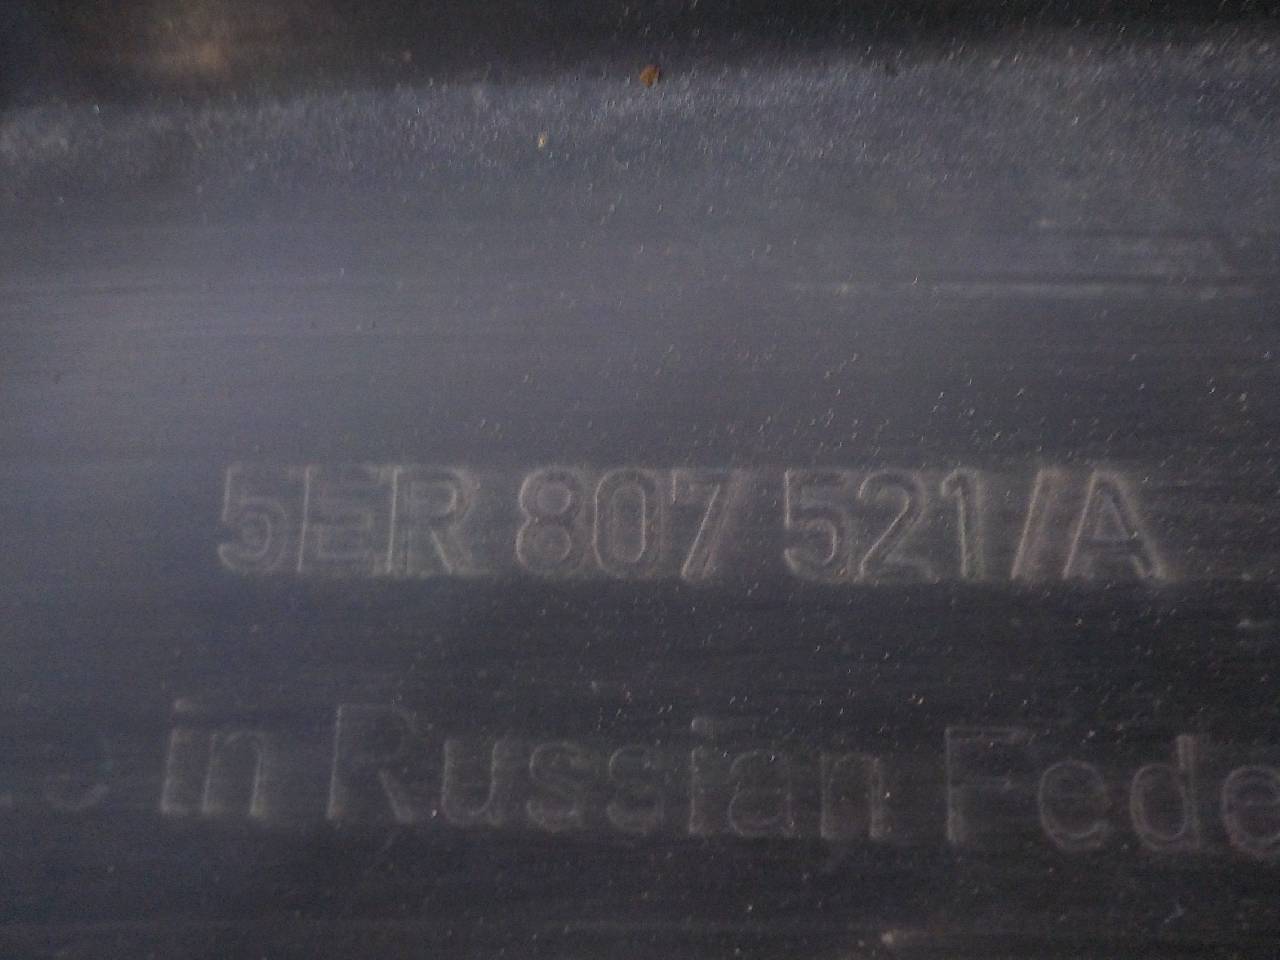 5ER 807 521/A
in Russian Fede